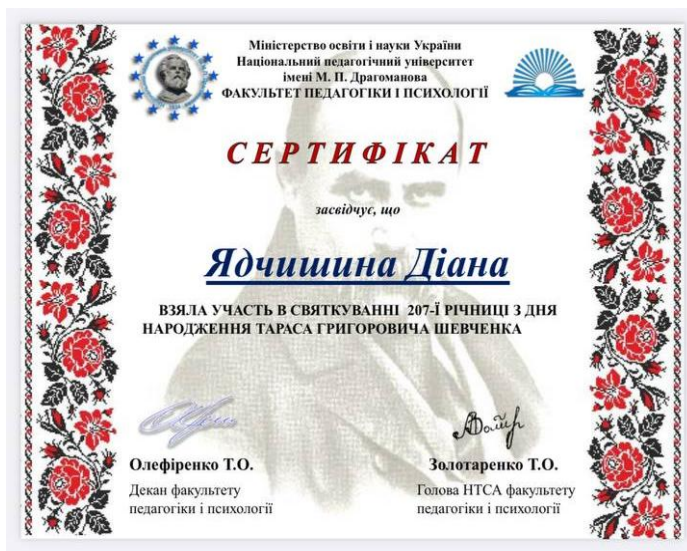 Міністерство освіти і науки України
Національний педагогічний університет
імені М. П. Драгоманова
ФАКУЛЬТЕТ ПЕДАГОГІКИ І ПСИХОЛОГІЇ
СЕРТИФІКАТ
засвідчує, що
Ядчишина Діана
ВЗЯЛА УЧАСТЬ В СВЯТКУВАННІ 207-Ї РІЧНИЦІ З ДНЯ
НАРОДЖЕННЯ ТАРАСА ГРИГОРОВИЧА ШЕВЧЕНКА
Олефіренко Т.О.
Декан факультету
педагогіки і психології
Золотаренко Т.О.
Голова НТСА факультету
педагогіки і психології